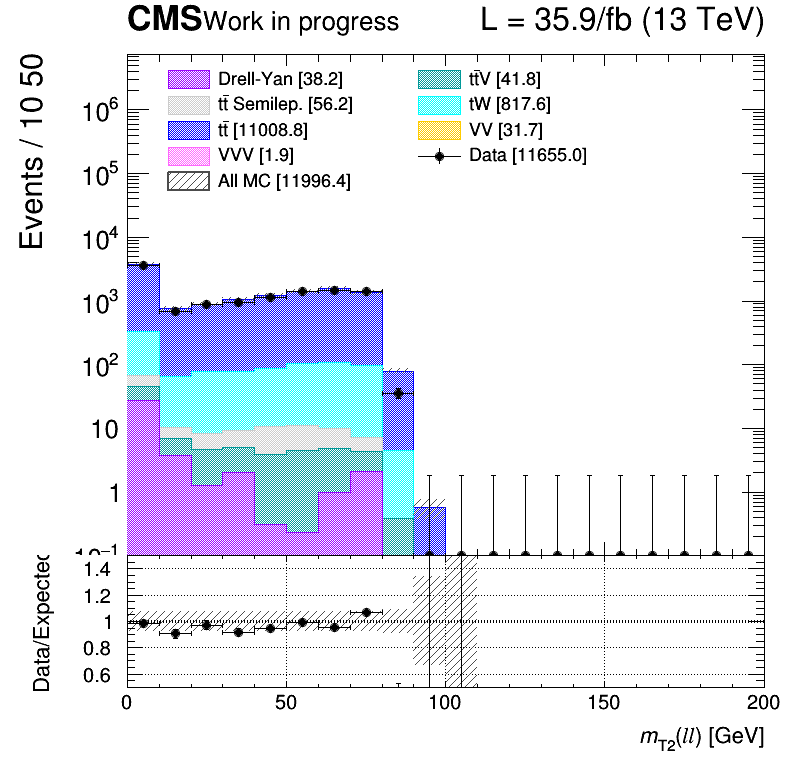 CMS Work in progress L = 35.9/fb (13 TeV)
Events / 10 50
Drell-Yan [38.2]
tt̄ Semilep. [56.2]
tt̄ [11008.8]
VVV [1.9]
All MC [11996.4]
tt̄V [41.8]
tW [817.6]
VV [31.7]
Data [11655.0]
10⁶
10⁵
10⁴
10³
10²
10
1
10⁻¹
Data/Expected
1.4
1.2
1
0.8
0.6
0 50 100 150 200
m_T2(ll) [GeV]